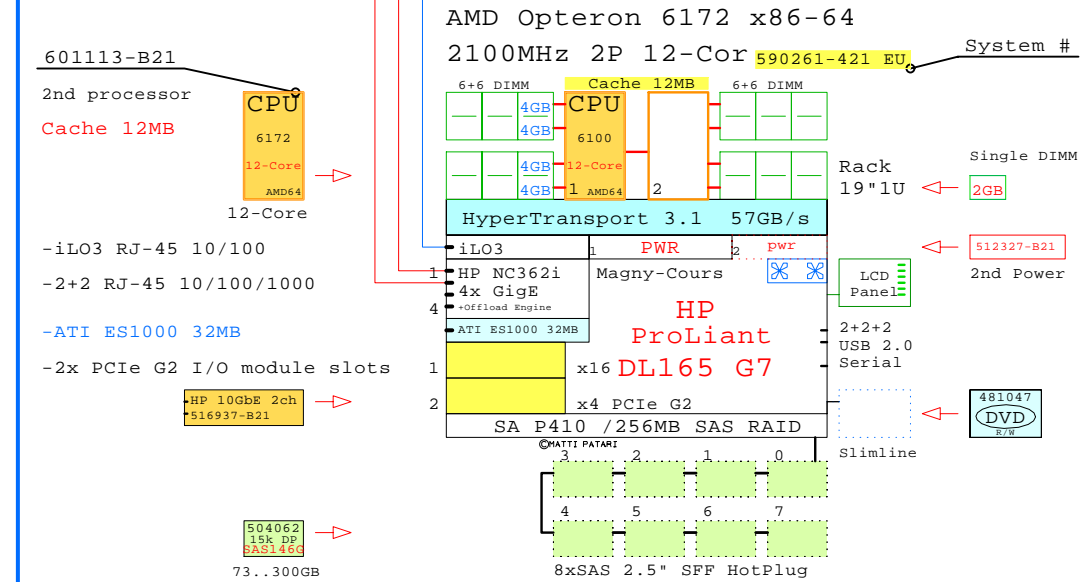 AMD Opteron 6172 x86-64
2100MHz 2P 12-Cor 590261-421 EU
System #
601113-B21
2nd processor
Cache 12MB
CPU
6172
12-Core
AMD64
12-Core
6+6 DIMM
Cache 12MB
6+6 DIMM
4GB
4GB
4GB
4GB
CPU
6100
12-Core
1 AMD64
2
Rack
19"1U
Single DIMM
2GB
HyperTransport 3.1 57GB/s
-iLO3 RJ-45 10/100
-2+2 RJ-45 10/100/1000
-ATI ES1000 32MB
-2x PCIe G2 I/O module slots
iLO3
1 PWR
2 pwr
512327-B21
2nd Power
1 HP NC362i
4x GigE
4 +Offload Engine
Magny-Cours
LCD
Panel
ATI ES1000 32MB
HP
ProLiant
DL165 G7
2+2+2
USB 2.0
Serial
1 x16
2 x4 PCIe G2
HP 10GbE 2ch
516937-B21
481047
DVD
R/W
Slimline
SA P410 /256MB SAS RAID
©MATTI PATARI
3 2 1 0
4 5 6 7
504062
15k DP
SAS146G
73..300GB
8xSAS 2.5" SFF HotPlug